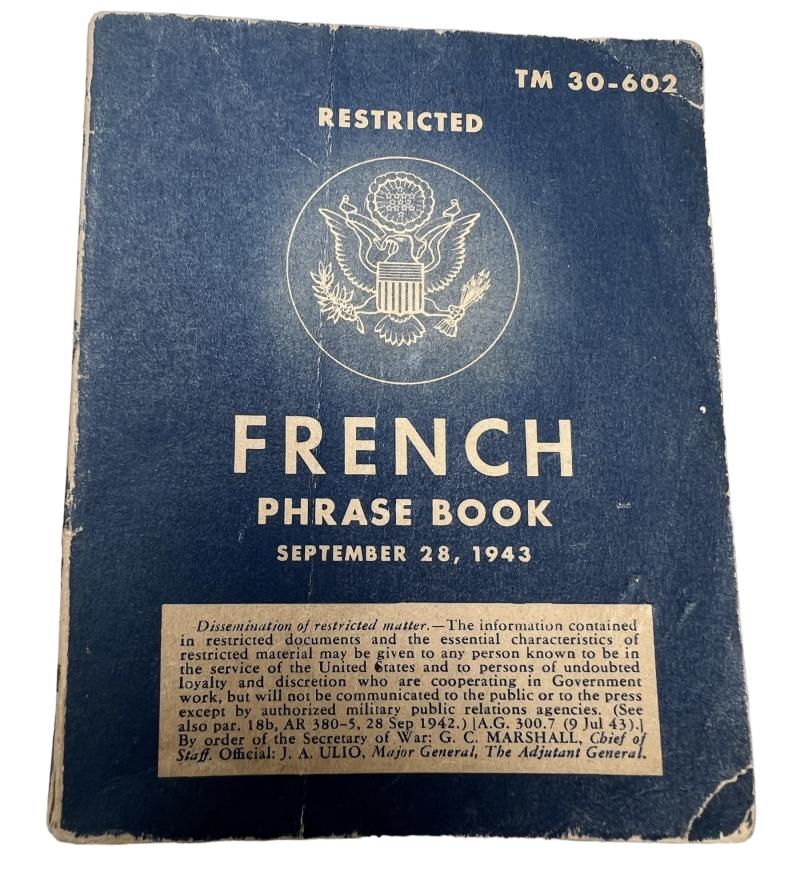 TM 30-602
RESTRICTED
FRENCH
PHRASE BOOK
SEPTEMBER 28, 1943
Dissemination of restricted matter.—The information contained
in restricted documents and the essential characteristics of
restricted material may be given to any person known to be in
the service of the United States and to persons of undoubted
loyalty and discretion who are cooperating in Government
work, but will not be communicated to the public or to the press
except by authorized military public relations agencies. (See
also par. 18b, AR 380-5, 28 Sep 1942.) [A.G. 300.7 (9 Jul 43).]
By order of the Secretary of War: G. C. MARSHALL, Chief of
Staff. Official: J. A. ULIO, Major General, The Adjutant General.